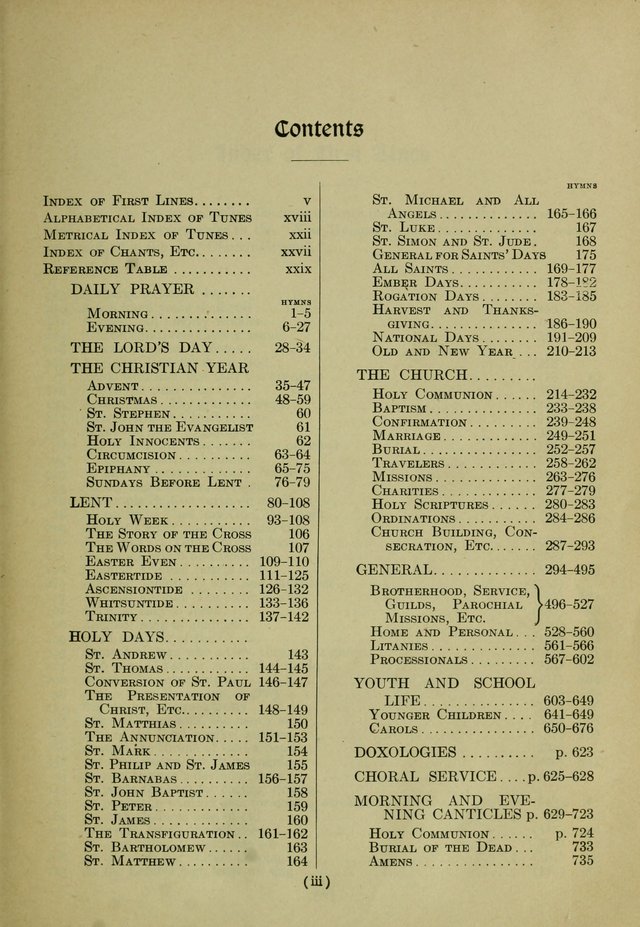 Contents
Index of First Lines........ v
Alphabetical Index of Tunes xviii
Metrical Index of Tunes... xxii
Index of Chants, Etc........ xxvii
Reference Table........... xxix
DAILY PRAYER.......
HYMNS
Morning.............. 1-5
Evening............... 6-27
THE LORD'S DAY..... 28-34
THE CHRISTIAN YEAR
Advent............... 35-47
Christmas............. 48-59
St. Stephen........... 60
St. John the Evangelist 61
Holy Innocents....... 62
Circumcision.......... 63-64
Epiphany............. 65-75
Sundays Before Lent. 76-79
LENT................... 80-108
Holy Week........... 93-108
The Story of the Cross 106
The Words on the Cross 107
Easter Even.......... 109-110
Eastertide........... 111-125
Ascensiontide........ 126-132
Whitsuntide.......... 133-136
Trinity............... 137-142
HOLY DAYS...........
St. Andrew........... 143
St. Thomas........... 144-145
Conversion of St. Paul 146-147
The Presentation of
Christ, Etc.......... 148-149
St. Matthias.......... 150
The Annunciation..... 151-153
St. Mark............. 154
St. Philip and St. James 155
St. Barnabas.......... 156-157
St. John Baptist...... 158
St. Peter............. 159
St. James............. 160
The Transfiguration.. 161-162
St. Bartholomew...... 163
St. Matthew.......... 164
HYMNS
St. Michael and All
Angels............. 165-166
St. Luke.............. 167
St. Simon and St. Jude. 168
General for Saints' Days 175
All Saints............ 169-177
Ember Days........... 178-182
Rogation Days........ 183-185
Harvest and Thanks-
giving.............. 186-190
National Days........ 191-209
Old and New Year.... 210-213
THE CHURCH.........
Holy Communion...... 214-232
Baptism.............. 233-238
Confirmation......... 239-248
Marriage............. 249-251
Burial............... 252-257
Travelers............ 258-262
Missions............. 263-276
Charities............ 277-279
Holy Scriptures...... 280-283
Ordinations.......... 284-286
Church Building, Con-
secration, Etc...... 287-293
GENERAL............. 294-495
Brotherhood, Service,
Guilds, Parochial } 496-527
Missions, Etc.
Home and Personal... 528-560
Litanies.............. 561-566
Processionals......... 567-602
YOUTH AND SCHOOL
LIFE.............. 603-649
Younger Children.... 641-649
Carols............... 650-676
DOXOLOGIES.......... p. 623
CHORAL SERVICE....p. 625-628
MORNING AND EVE-
NING CANTICLES p. 629-723
Holy Communion...... p. 724
Burial of the Dead... 733
Amens............... 735
(iii)